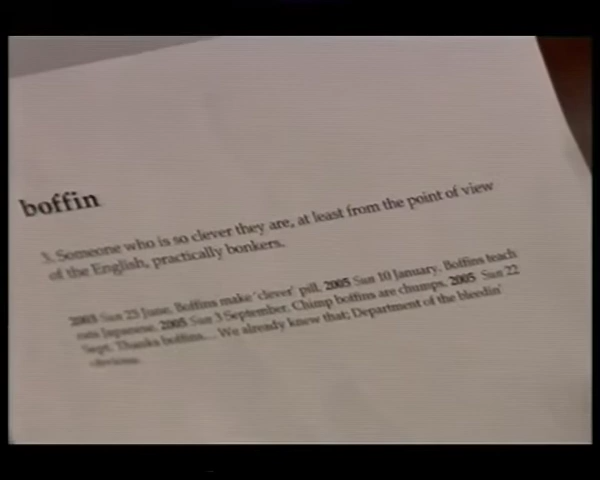 boffin
3. Someone who is so clever they are, at least from the point of view
of the English, practically bonkers.
2003 Sun 23 June. Boffins make 'clever' pill. 2005 Sun 10 January. Boffins teach
rats Japanese. 2005 Sun 3 September. Chimp boffins are chumps. 2005 Sun 22
Sept. Thanks boffins... We already knew that; Department of the bleedin'
obvious.